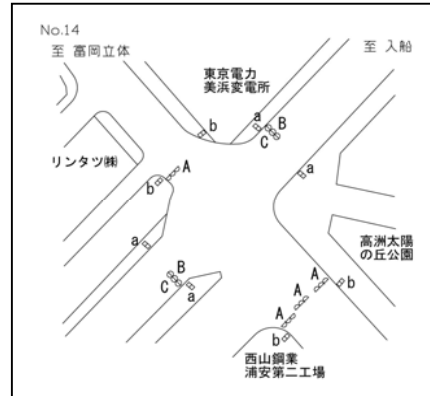 No.14
至 富岡立体
至 入船
東京電力
美浜変電所
a
B
C
b
リンタツ㈱
A
b
a
a
B
C
a
高洲太陽
の丘公園
A
A
A
b
b
西山鋼業
浦安第二工場